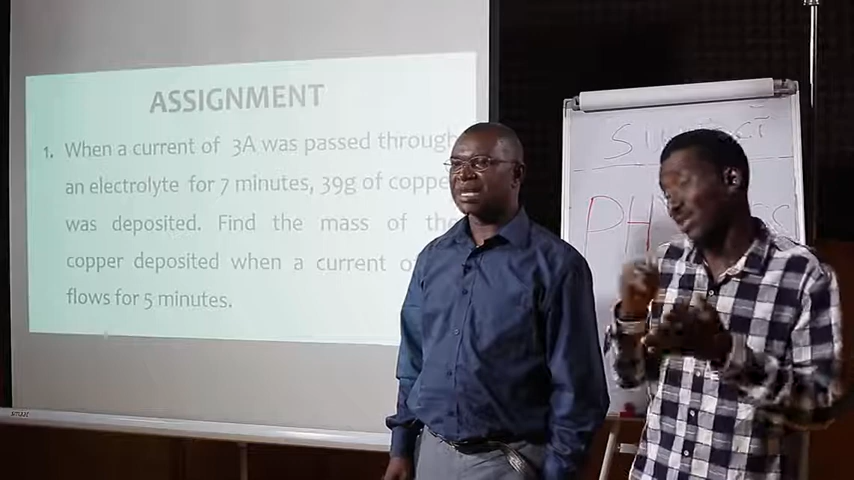 ASSIGNMENT
1. When a current of 3A was passed through
an electrolyte for 7 minutes, 39g of copper
was deposited. Find the mass of the
copper deposited when a current
flows for 5 minutes.